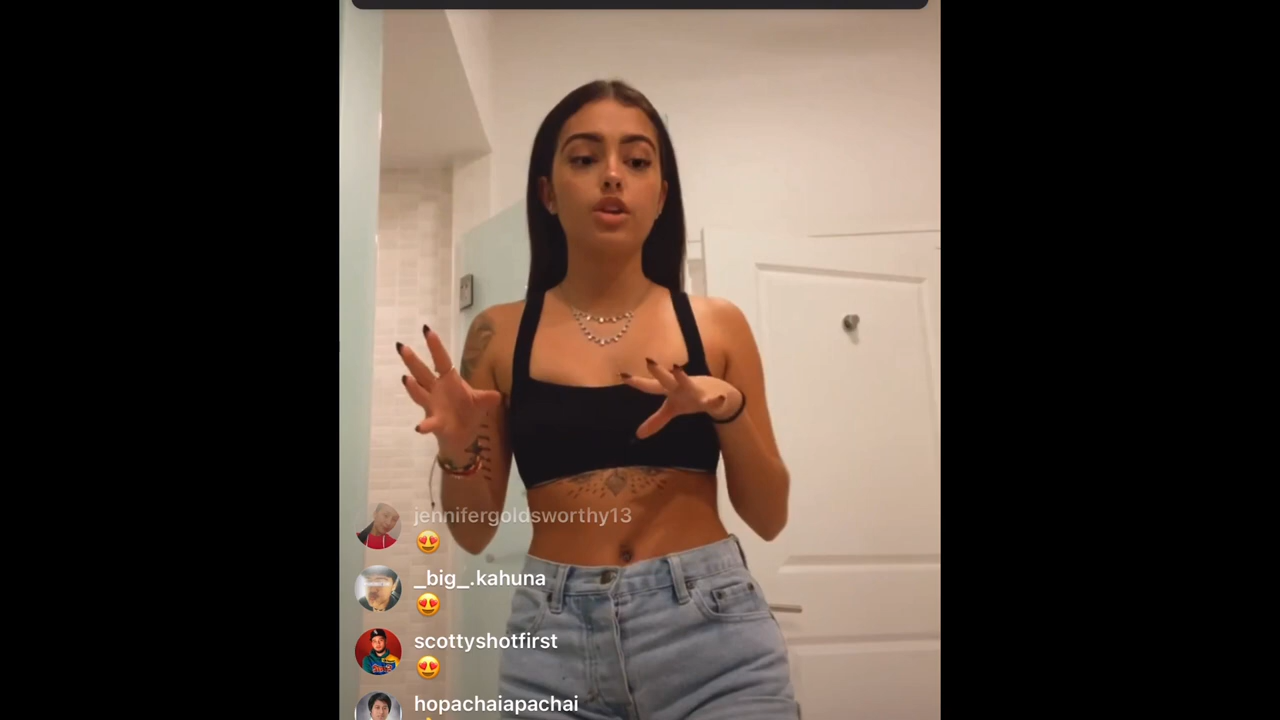 jennifergoldsworthy13
😍
_big_.kahuna
😍
scottyshotfirst
😍
hopachaiapachai